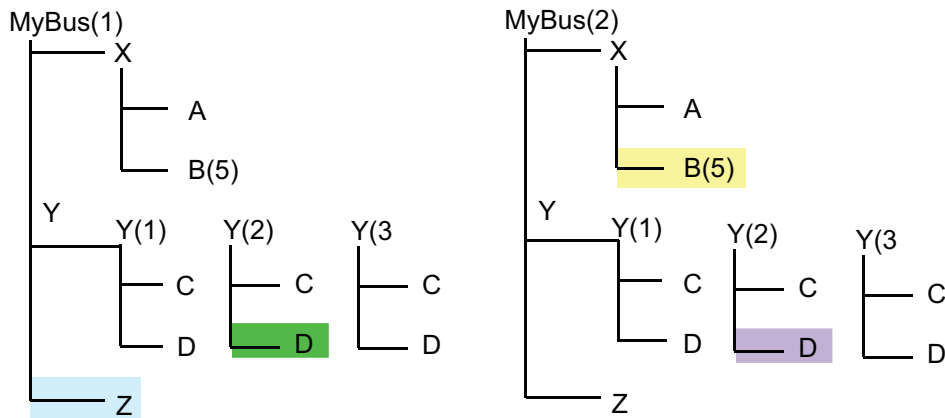 MyBus(1)
X
A
B(5)
Y
Y(1)
Y(2)
Y(3
C
C
C
D
D
D
Z
MyBus(2)
X
A
B(5)
Y
Y(1)
Y(2)
Y(3
C
C
C
D
D
D
Z